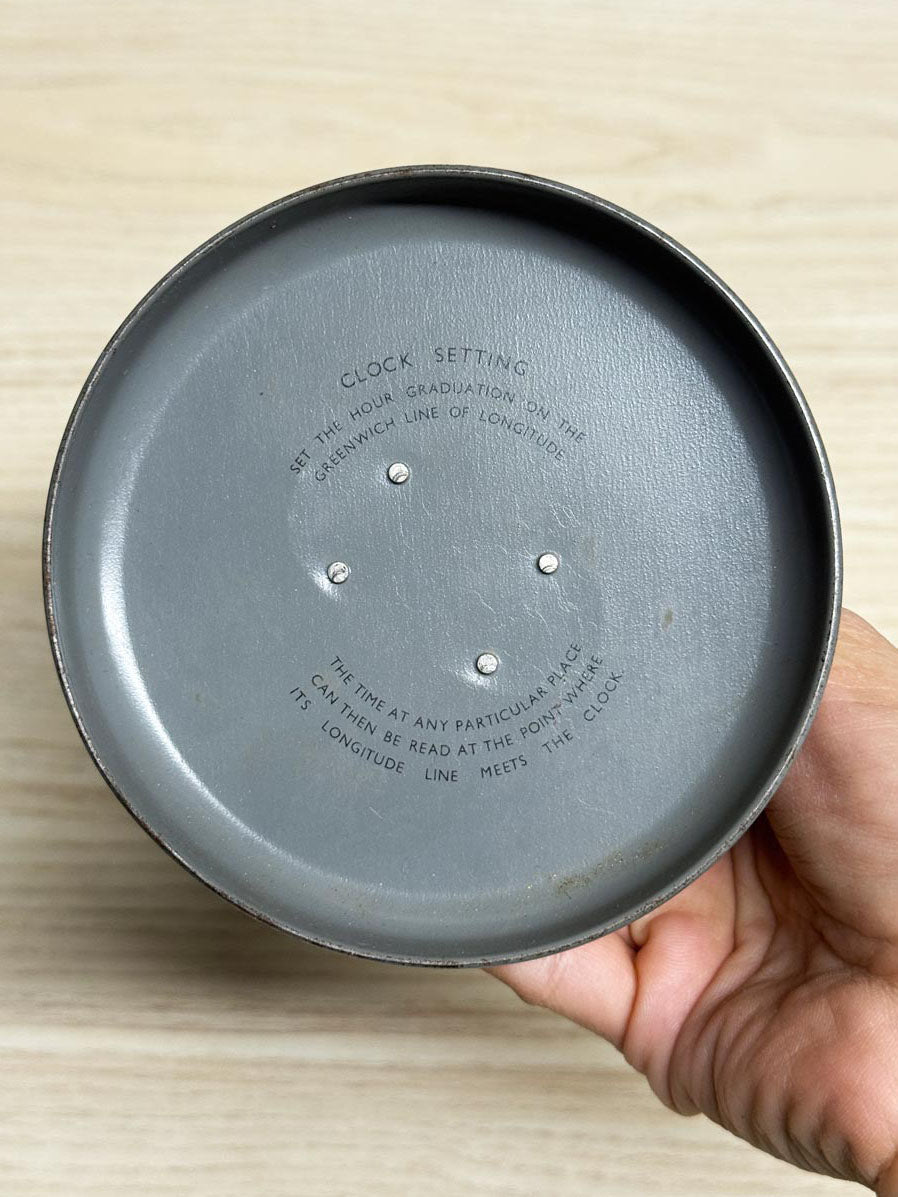 CLOCK SETTING
SET THE HOUR GRADUATION ON THE
GREENWICH LINE OF LONGITUDE
THE TIME AT ANY PARTICULAR PLACE
CAN THEN BE READ AT THE POINT WHERE
ITS LONGITUDE LINE MEETS THE CLOCK.